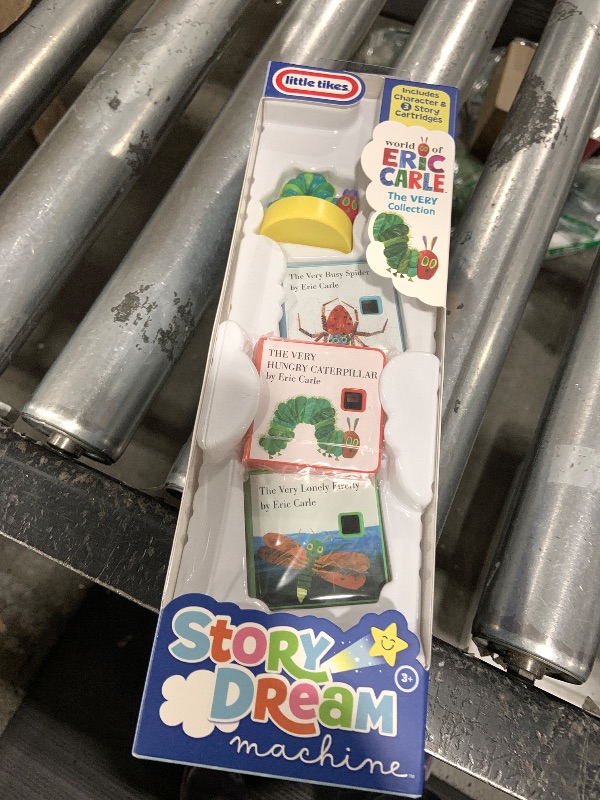 little tikes
Includes
Character &
3 Story
Cartridges
world of
ERIC
CARLE
The VERY
Collection
The Very Busy Spider
by Eric Carle
THE VERY
HUNGRY CATERPILLAR
by Eric Carle
The Very Lonely Firefly
by Eric Carle
STORY
DREAM
machine™
3+